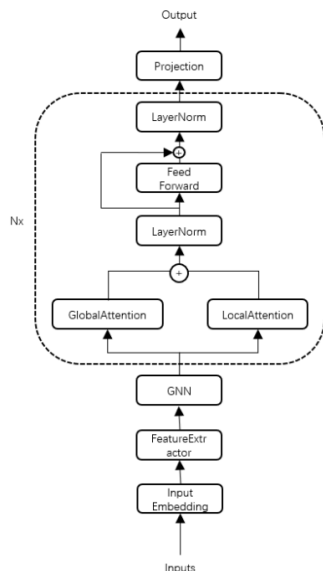 Output
Projection
LayerNorm
+
Feed
Forward
LayerNorm
Nx
+
GlobalAttention
LocalAttention
GNN
FeatureExtr
actor
Input
Embedding
Inputs